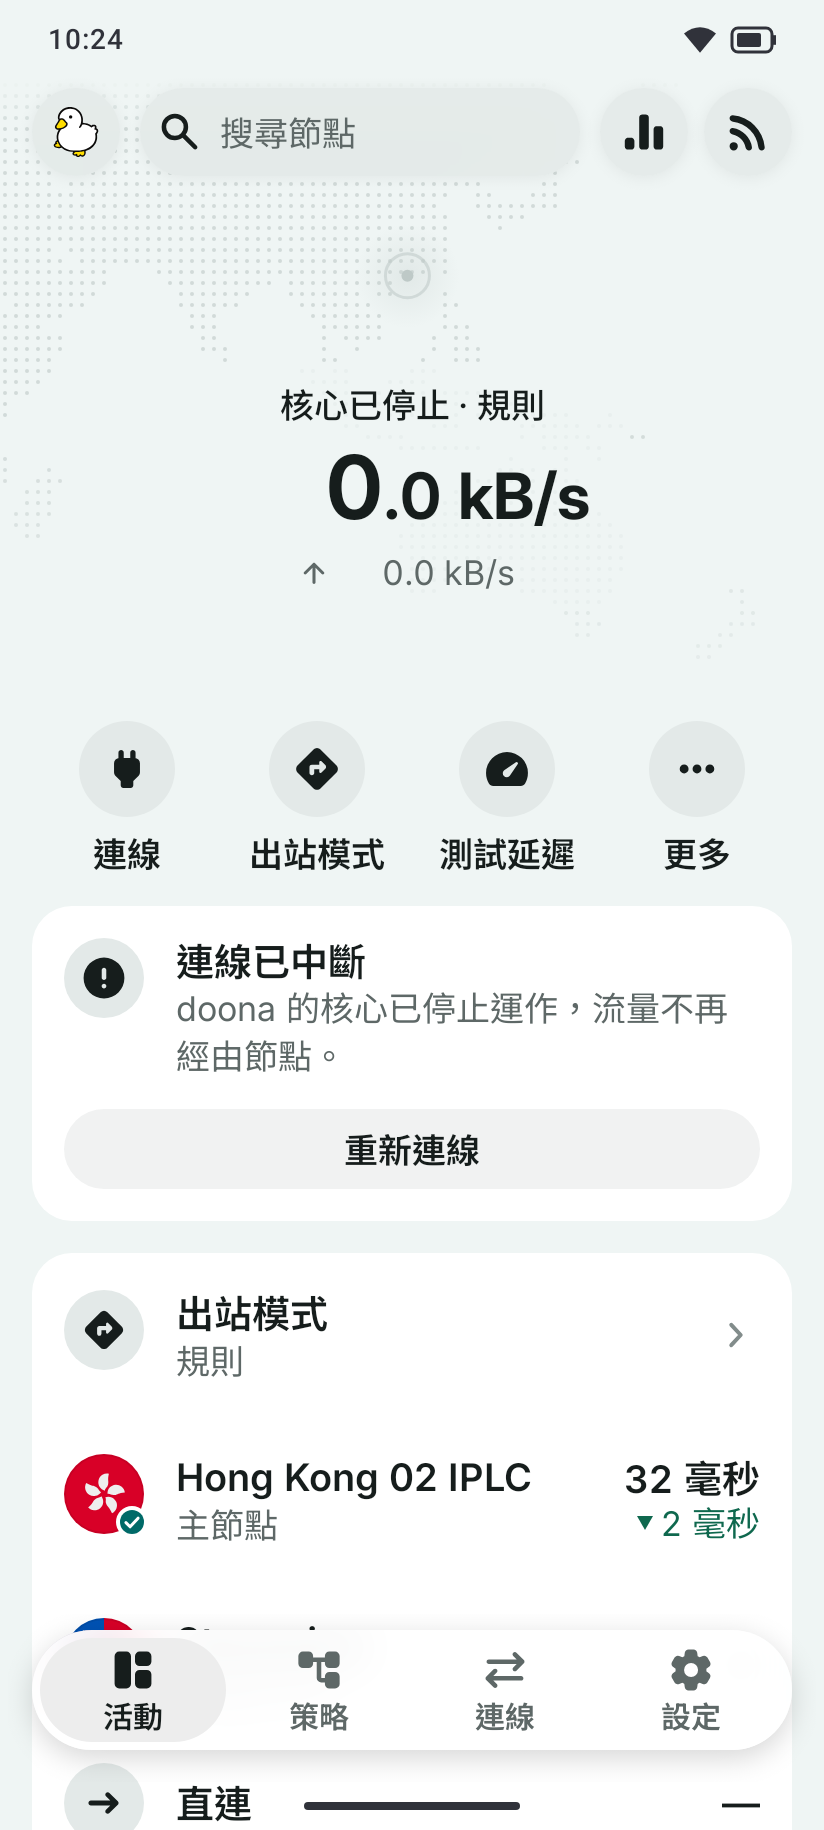 10:24
搜尋節點
核心已停止 · 規則
0.0 kB/s
↑ 0.0 kB/s
連線
出站模式
測試延遲
更多
連線已中斷
doona 的核心已停止運作，流量不再
經由節點。
重新連線
出站模式
規則
Hong Kong 02 IPLC
32 毫秒
主節點
▼2 毫秒
活動
策略
連線
設定
直連
—